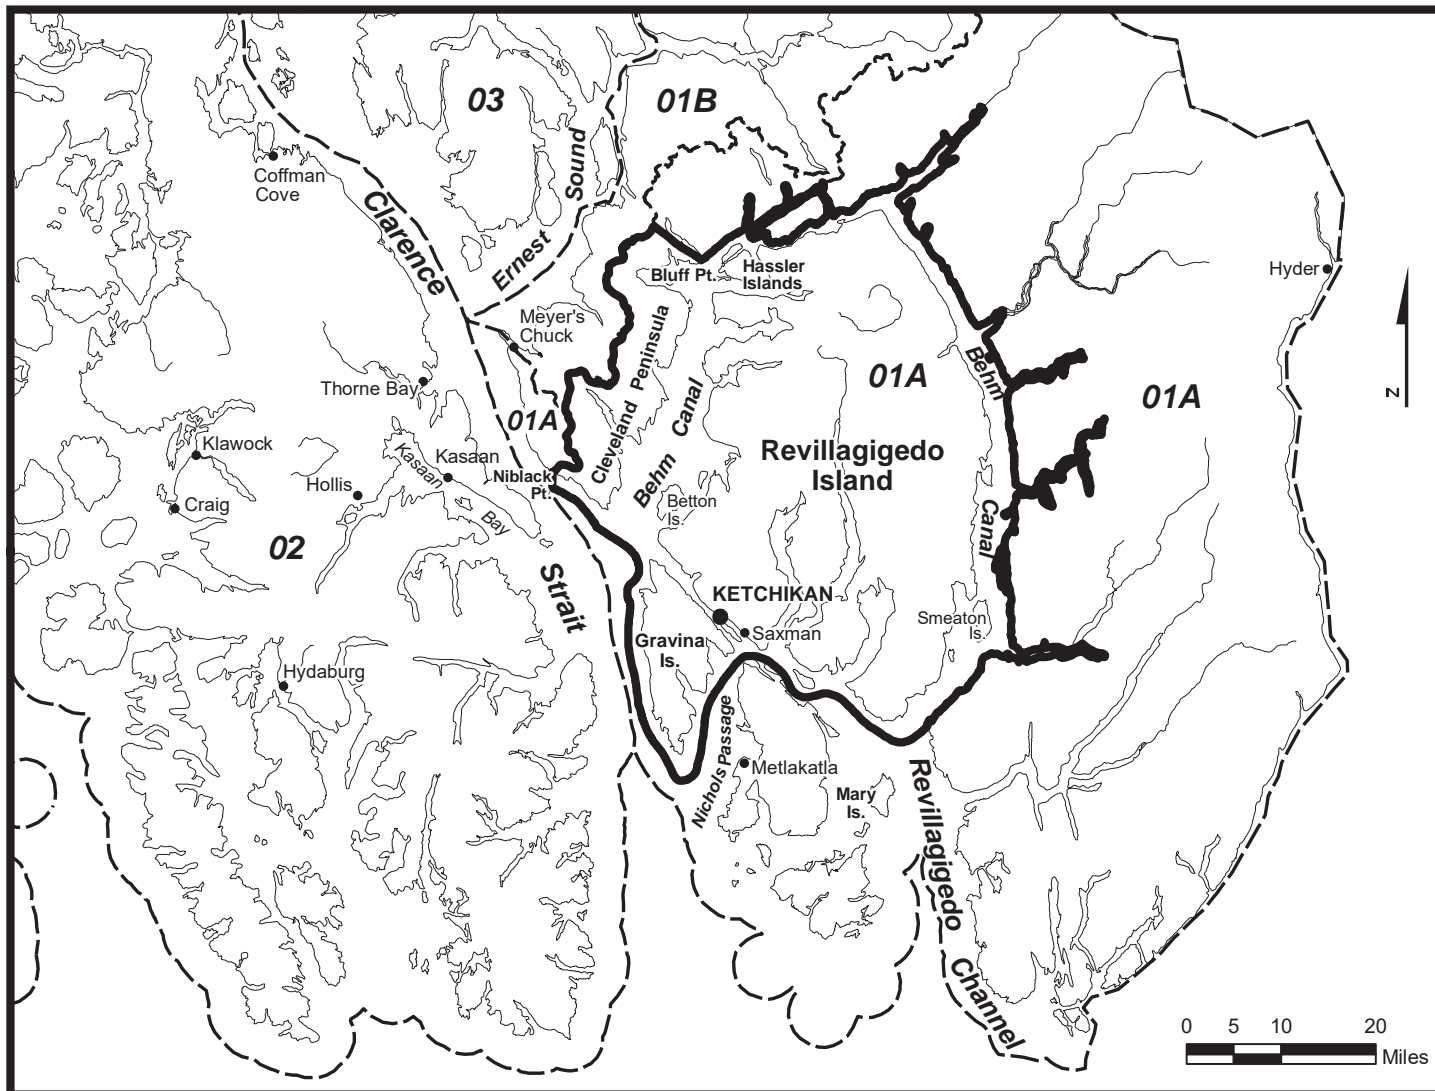 03
01B
Coffman
Cove
Sound
Clarence
Ernest
Bluff Pt.
Hassler
Islands
Hyder
Meyer's
Chuck
Thorne Bay
01A
Cleveland Peninsula
Behm Canal
01A
Behm
01A
Z
Klawock
Kasaan
Kasaan
Hollis
Niblack
Pt.
Revillagigedo
Island
Craig
Bay
Betton
Is.
Canal
02
Strait
KETCHIKAN
Saxman
Smeaton
Is.
Gravina
Is.
Hydaburg
Nichols Passage
Metlakatla
Mary
Is.
Revillagigedo Channel
0 5 10 20
Miles